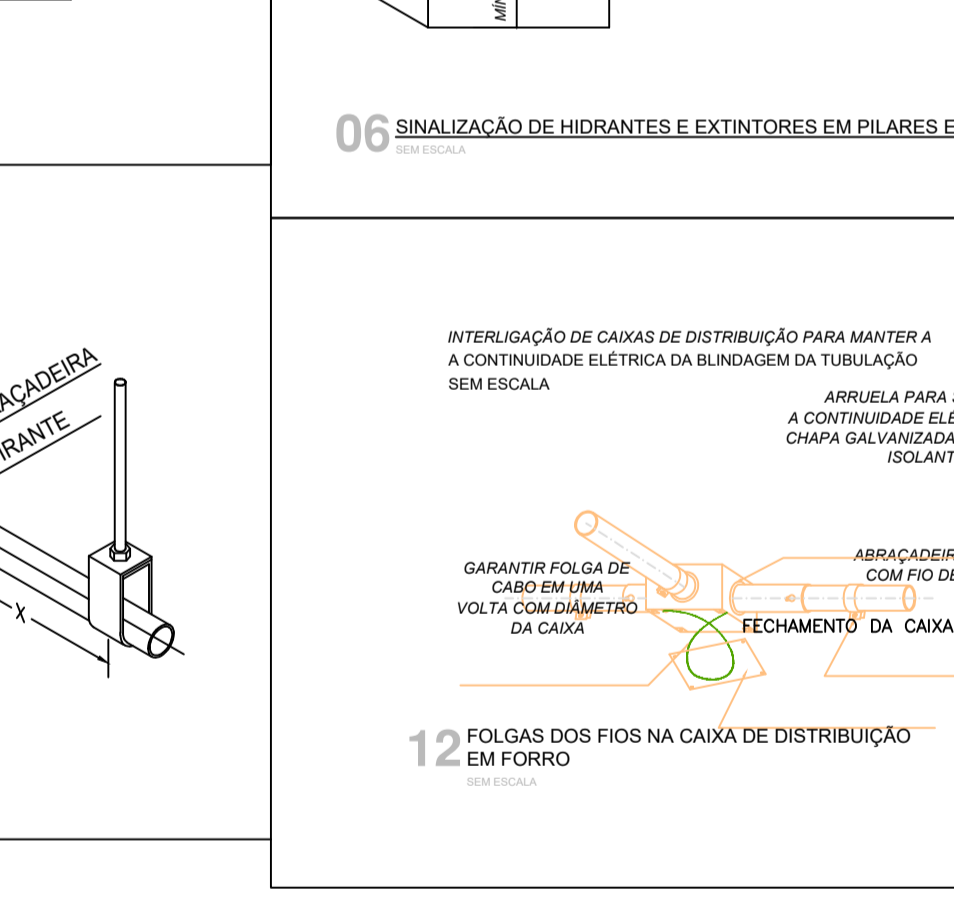 MÍN
06 SINALIZAÇÃO DE HIDRANTES E EXTINTORES EM PILARES E
SEM ESCALA
AÇADEIRA
IRANTE
X
INTERLIGAÇÃO DE CAIXAS DE DISTRIBUIÇÃO PARA MANTER A
A CONTINUIDADE ELÉTRICA DA BLINDAGEM DA TUBULAÇÃO
SEM ESCALA
ARRUELA PARA
A CONTINUIDADE ELÉ
CHAPA GALVANIZADA
ISOLANT
GARANTIR FOLGA DE
CABO EM UMA
VOLTA COM DIÂMETRO
DA CAIXA
ABRAÇADEIR
COM FIO DE
FECHAMENTO DA CAIXA
12 FOLGAS DOS FIOS NA CAIXA DE DISTRIBUIÇÃO
EM FORRO
SEM ESCALA